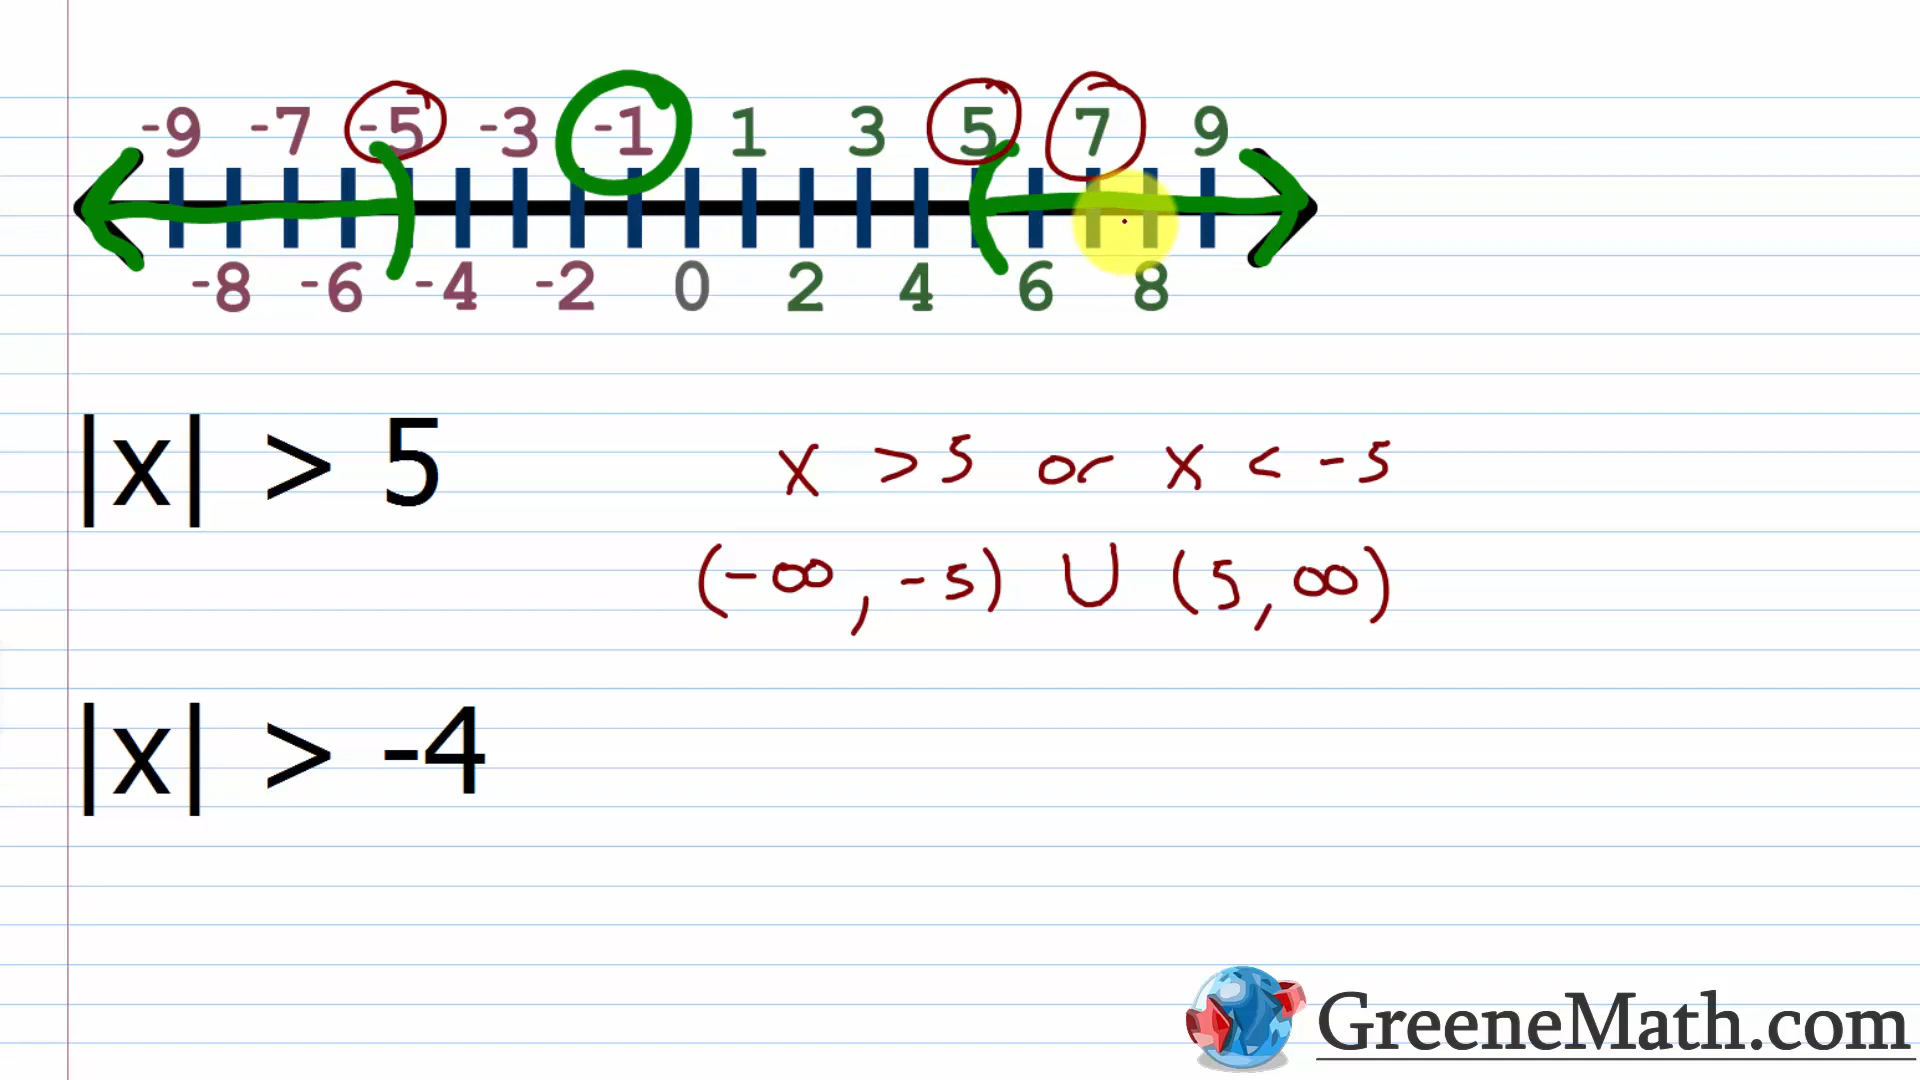 -9 -7 -5 -3 -1 1 3 5 7 9
-8 -6 -4 -2 0 2 4 6 8
|x| > 5 x > 5 or x < -5
(-∞, -5) ∪ (5, ∞)
|x| > -4
GreeneMath.com